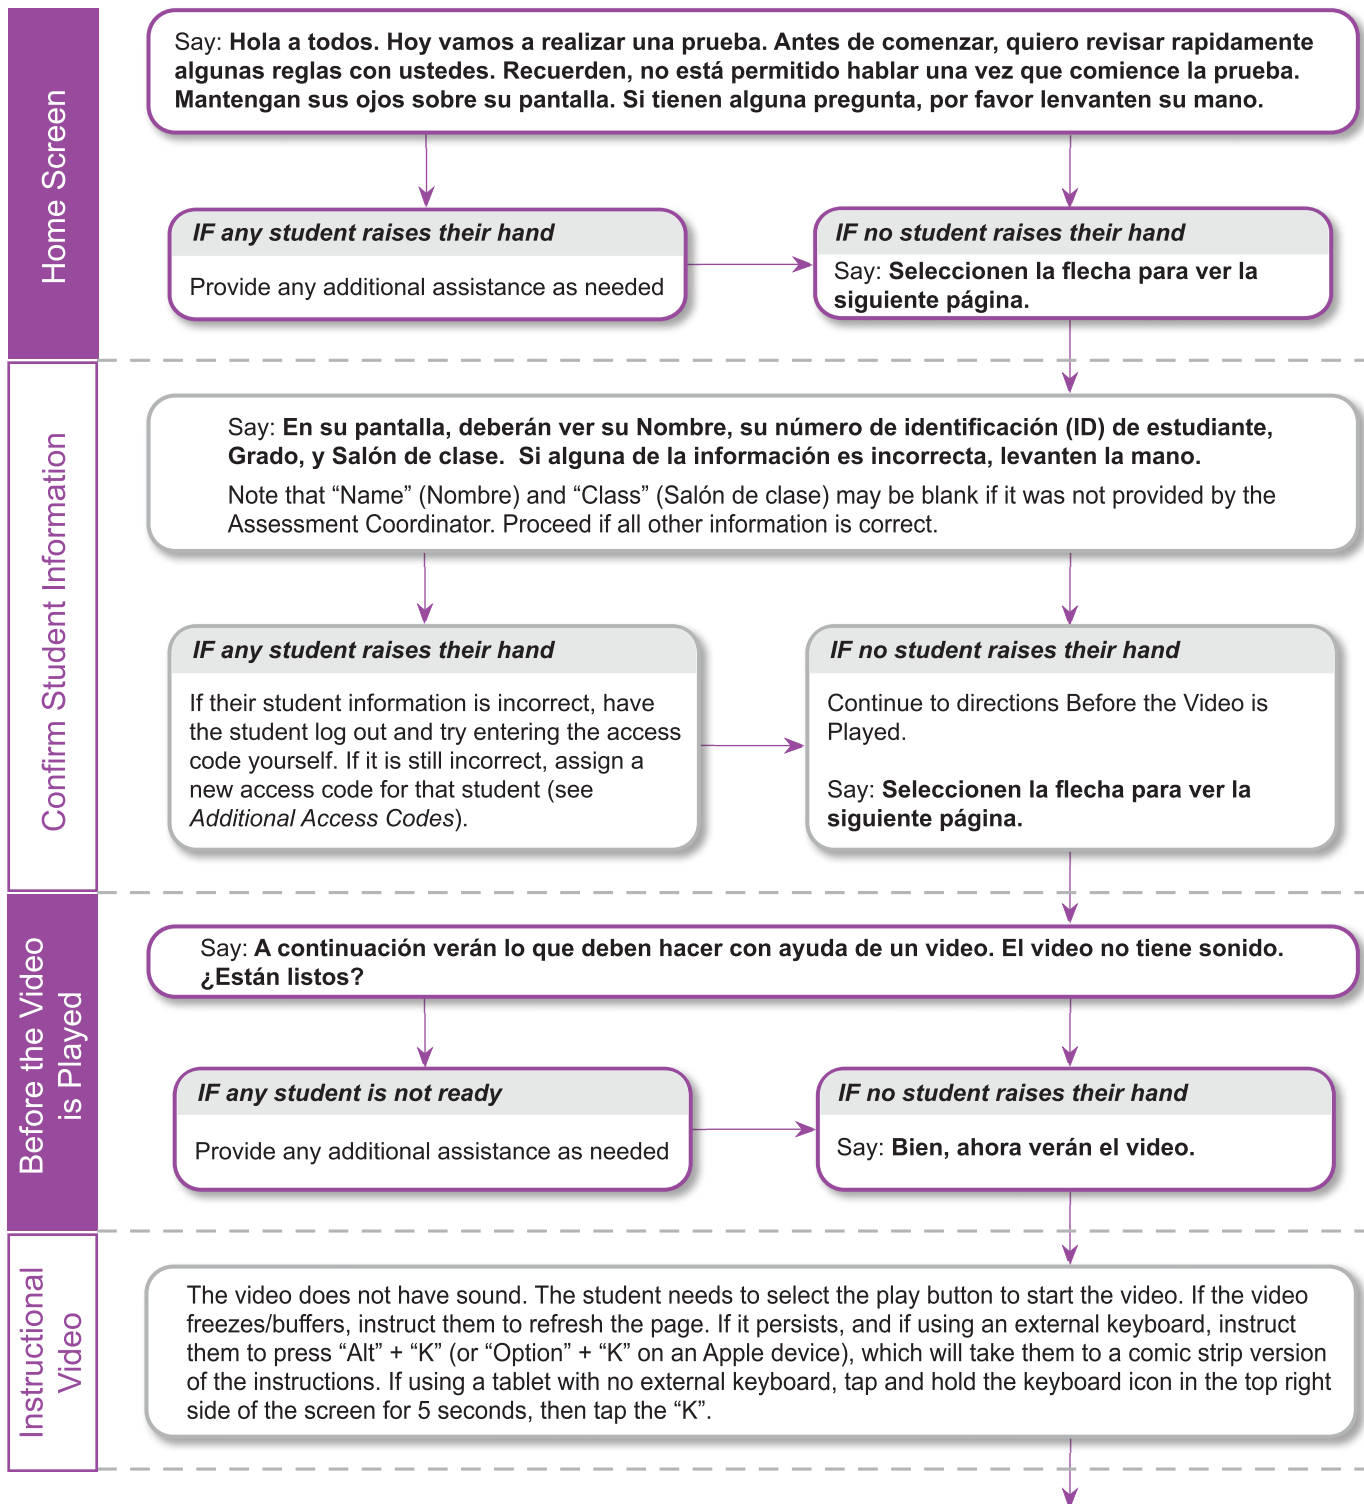 Home Screen
Say: Hola a todos. Hoy vamos a realizar una prueba. Antes de comenzar, quiero revisar rapidamente
algunas reglas con ustedes. Recuerden, no está permitido hablar una vez que comience la prueba.
Mantengan sus ojos sobre su pantalla. Si tienen alguna pregunta, por favor lenvanten su mano.
IF any student raises their hand
Provide any additional assistance as needed
IF no student raises their hand
Say: Seleccionen la flecha para ver la
siguiente página.
Confirm Student Information
Say: En su pantalla, deberán ver su Nombre, su número de identificación (ID) de estudiante,
Grado, y Salón de clase.  Si alguna de la información es incorrecta, levanten la mano.
Note that “Name” (Nombre) and “Class” (Salón de clase) may be blank if it was not provided by the
Assessment Coordinator. Proceed if all other information is correct.
IF any student raises their hand
If their student information is incorrect, have
the student log out and try entering the access
code yourself. If it is still incorrect, assign a
new access code for that student (see
Additional Access Codes).
IF no student raises their hand
Continue to directions Before the Video is
Played.
Say: Seleccionen la flecha para ver la
siguiente página.
Before the Video
is Played
Say: A continuación verán lo que deben hacer con ayuda de un video. El video no tiene sonido.
¿Están listos?
IF any student is not ready
Provide any additional assistance as needed
IF no student raises their hand
Say: Bien, ahora verán el video.
Instructional
Video
The video does not have sound. The student needs to select the play button to start the video. If the video
freezes/buffers, instruct them to refresh the page. If it persists, and if using an external keyboard, instruct
them to press “Alt” + “K” (or “Option” + “K” on an Apple device), which will take them to a comic strip version
of the instructions. If using a tablet with no external keyboard, tap and hold the keyboard icon in the top right
side of the screen for 5 seconds, then tap the “K”.